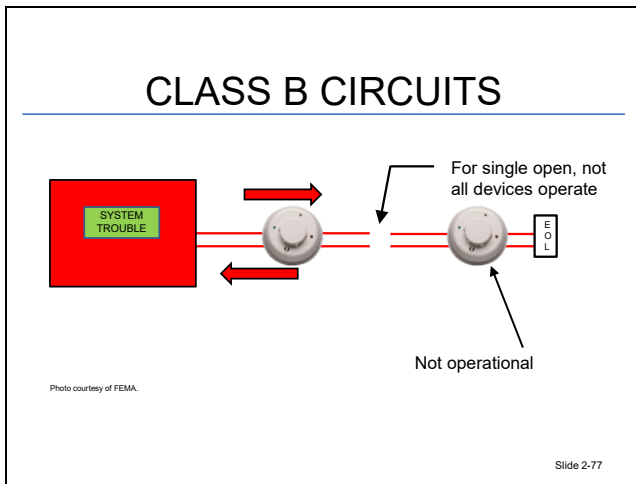 CLASS B CIRCUITS
For single open, not
all devices operate
SYSTEM
TROUBLE
E
O
L
Not operational
Photo courtesy of FEMA.
Slide 2-77